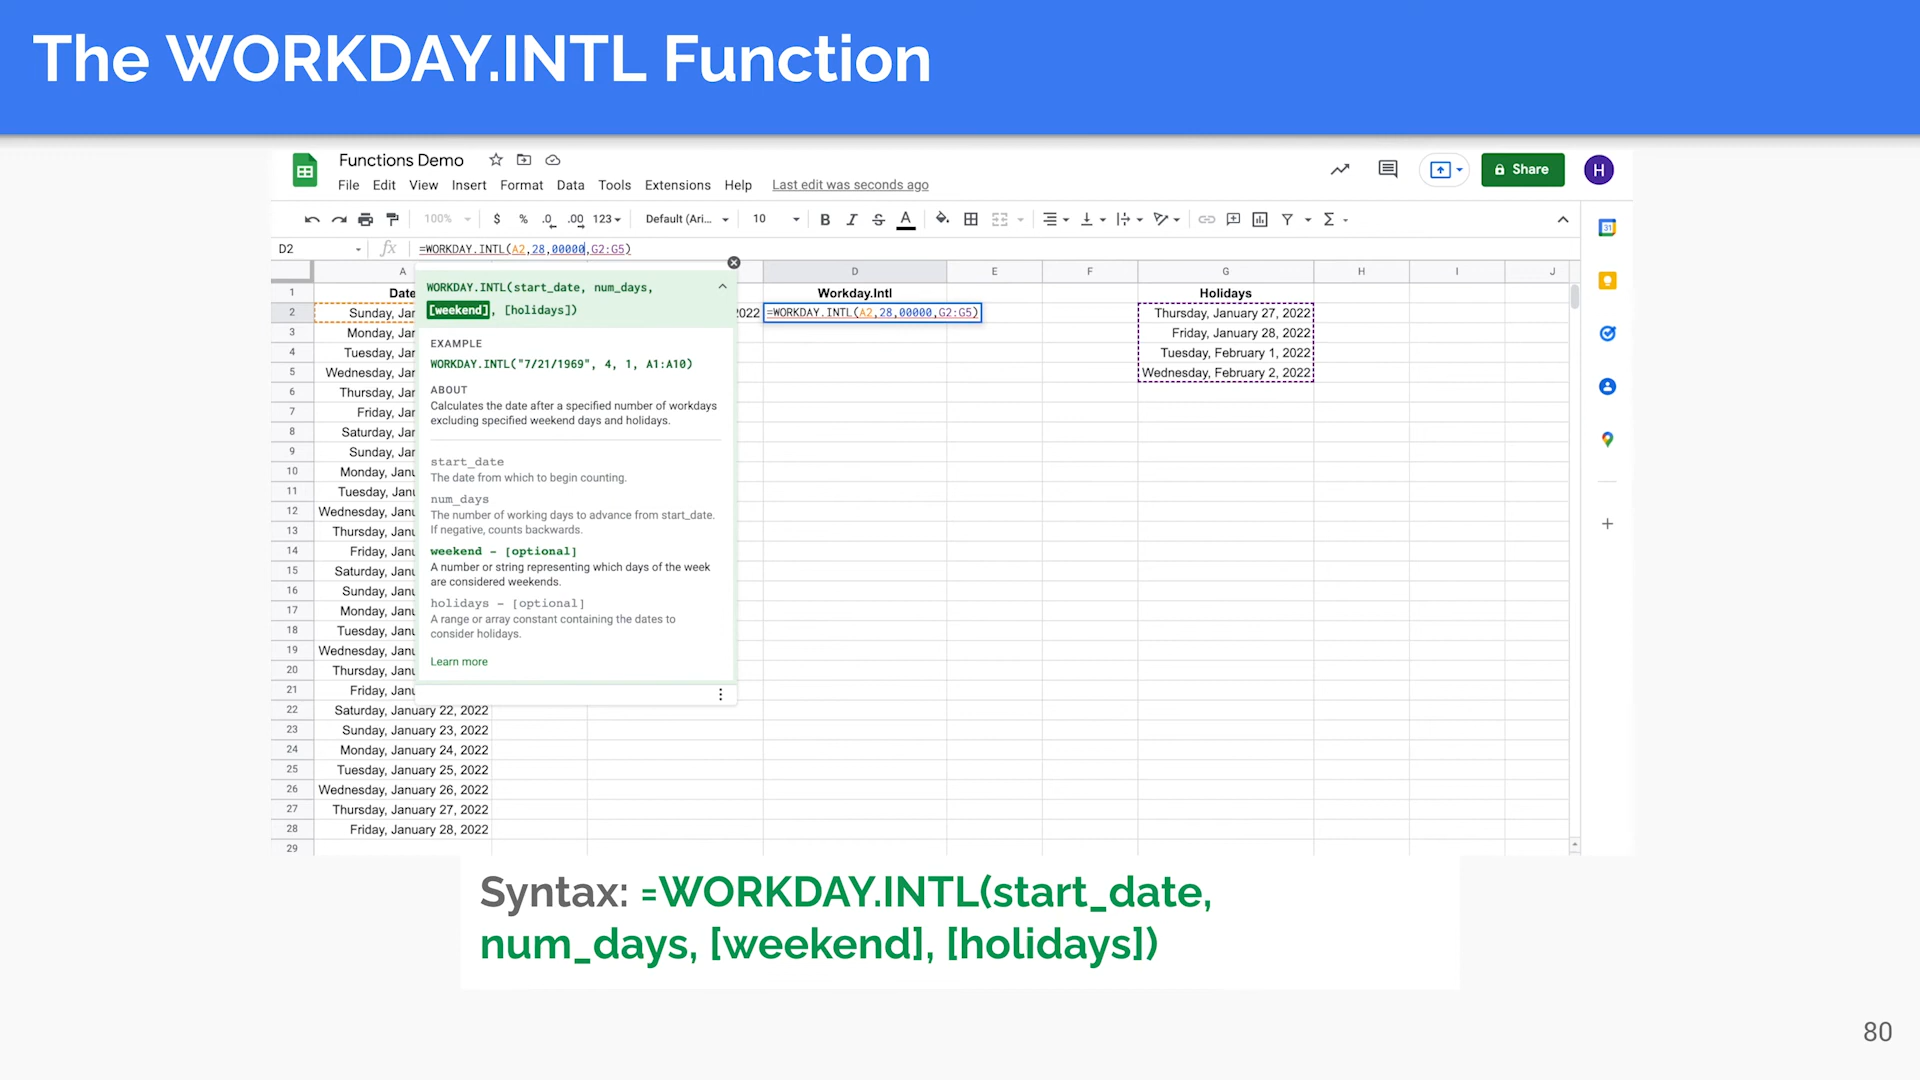 The WORKDAY.INTL Function
Functions Demo
File Edit View Insert Format Data Tools Extensions Help Last edit was seconds ago
Share
H
100% $ % .0 .00 123 Default (Ari... 10 B I S A
31
D2 fx =WORKDAY.INTL(A2,28,00000,G2:G5)
A D E F G H I J
WORKDAY.INTL(start_date, num_days,
[weekend], [holidays])
1 Date Workday.Intl Holidays
2 Sunday, Jar 2022 =WORKDAY.INTL(A2,28,00000,G2:G5) Thursday, January 27, 2022
3 Monday, Jar Friday, January 28, 2022
4 Tuesday, Jar Tuesday, February 1, 2022
5 Wednesday, Jar Wednesday, February 2, 2022
6 Thursday, Jar
7 Friday, Jar
8 Saturday, Jar
9 Sunday, Jar
10 Monday, Janu
11 Tuesday, Janu
12 Wednesday, Janu
13 Thursday, Janu
14 Friday, Janu
15 Saturday, Janu
16 Sunday, Janu
17 Monday, Janu
18 Tuesday, Janu
19 Wednesday, Janu
20 Thursday, Janu
21 Friday, Janu
22 Saturday, January 22, 2022
23 Sunday, January 23, 2022
24 Monday, January 24, 2022
25 Tuesday, January 25, 2022
26 Wednesday, January 26, 2022
27 Thursday, January 27, 2022
28 Friday, January 28, 2022
29
EXAMPLE
WORKDAY.INTL("7/21/1969", 4, 1, A1:A10)
ABOUT
Calculates the date after a specified number of workdays
excluding specified weekend days and holidays.
start_date
The date from which to begin counting.
num_days
The number of working days to advance from start_date.
If negative, counts backwards.
weekend - [optional]
A number or string representing which days of the week
are considered weekends.
holidays - [optional]
A range or array constant containing the dates to
consider holidays.
Learn more
Syntax: =WORKDAY.INTL(start_date,
num_days, [weekend], [holidays])
80